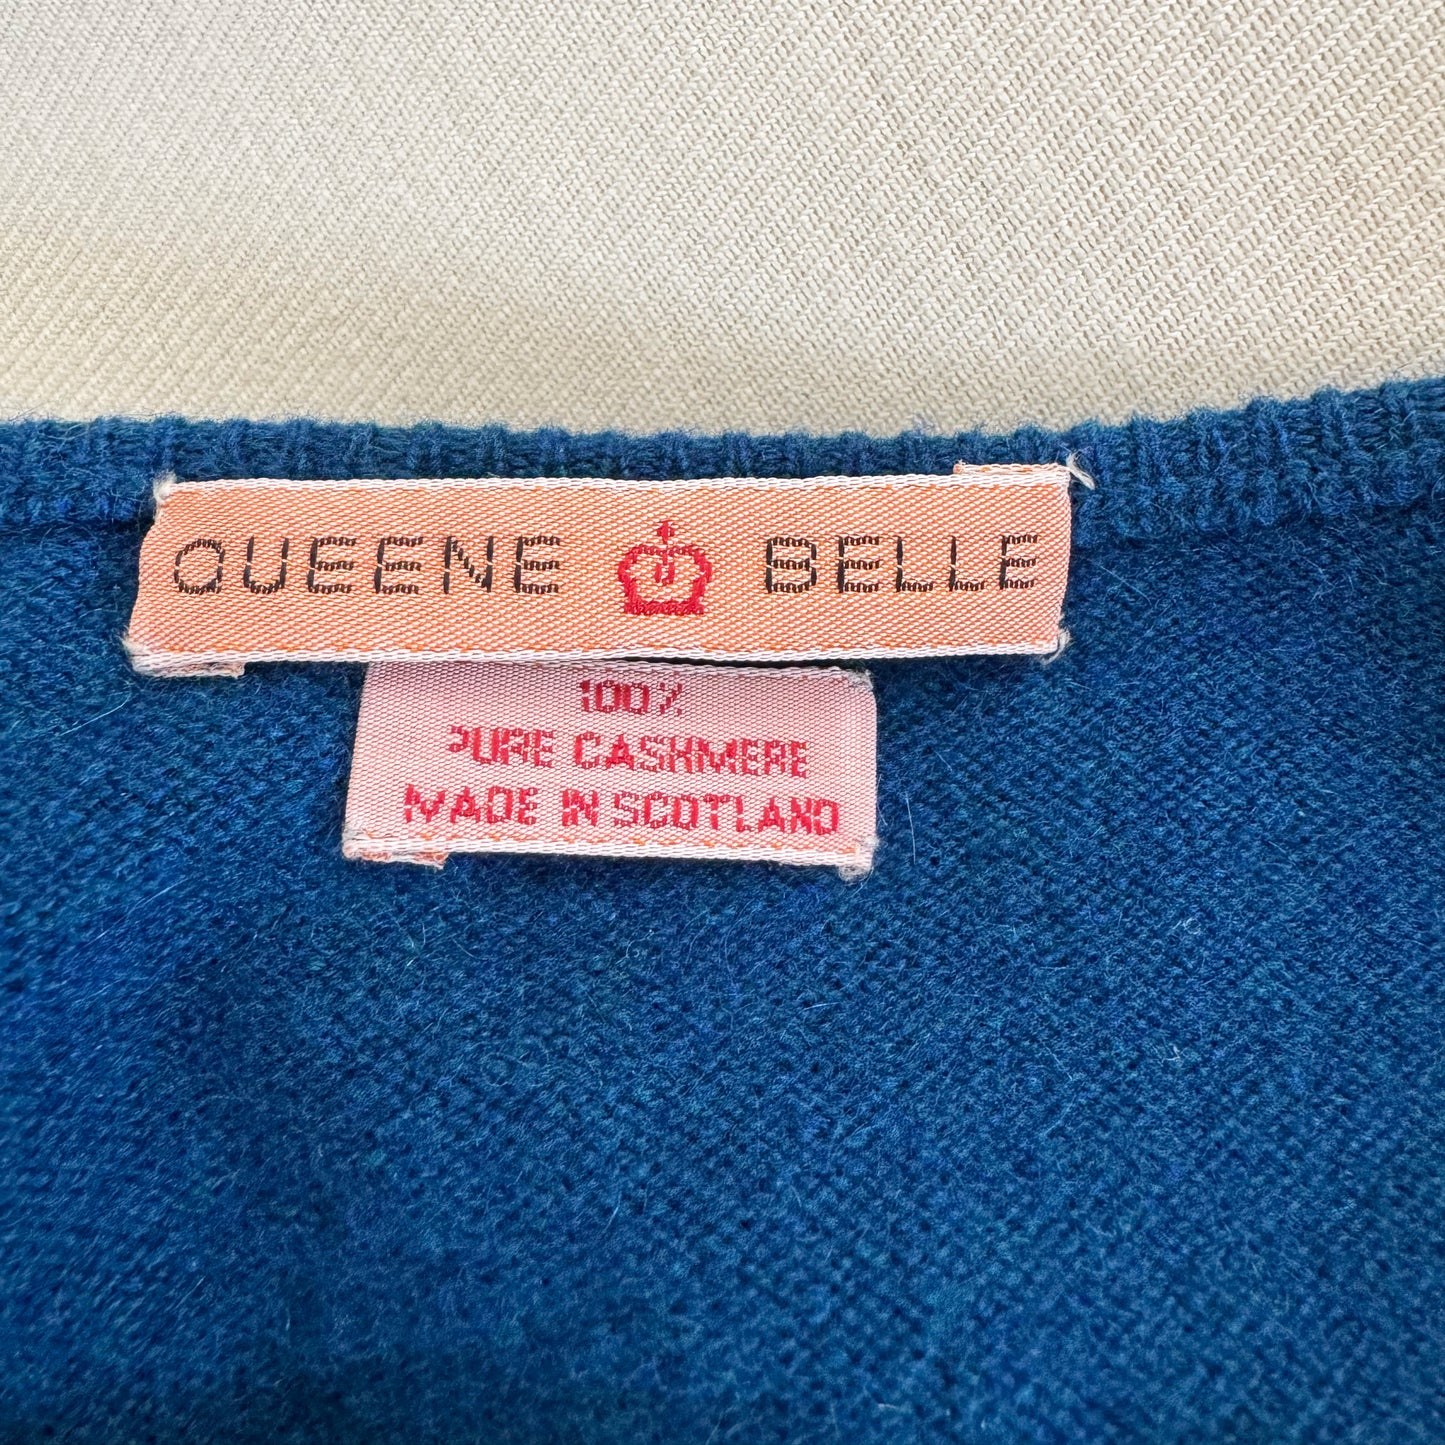 QUEENE BELLE
100%
PURE CASHMERE
MADE IN SCOTLAND